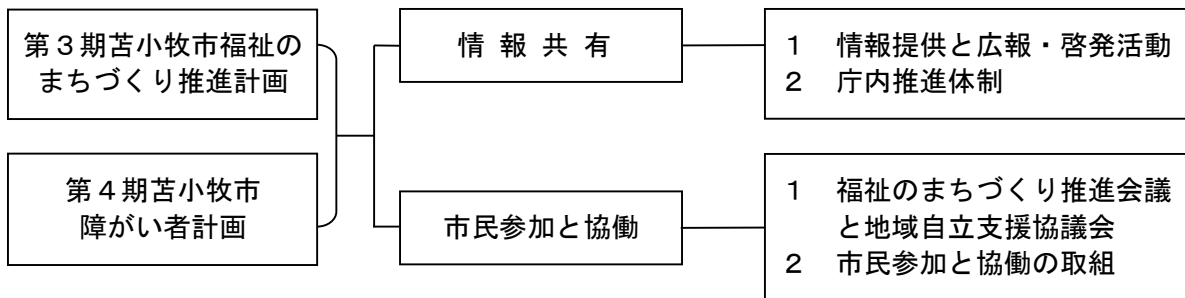 第３期苫小牧市福祉の
まちづくり推進計画
第４期苫小牧市
障がい者計画
情 報 共 有
市民参加と協働
１　情報提供と広報・啓発活動
２　庁内推進体制
１　福祉のまちづくり推進会議
と地域自立支援協議会
２　市民参加と協働の取組